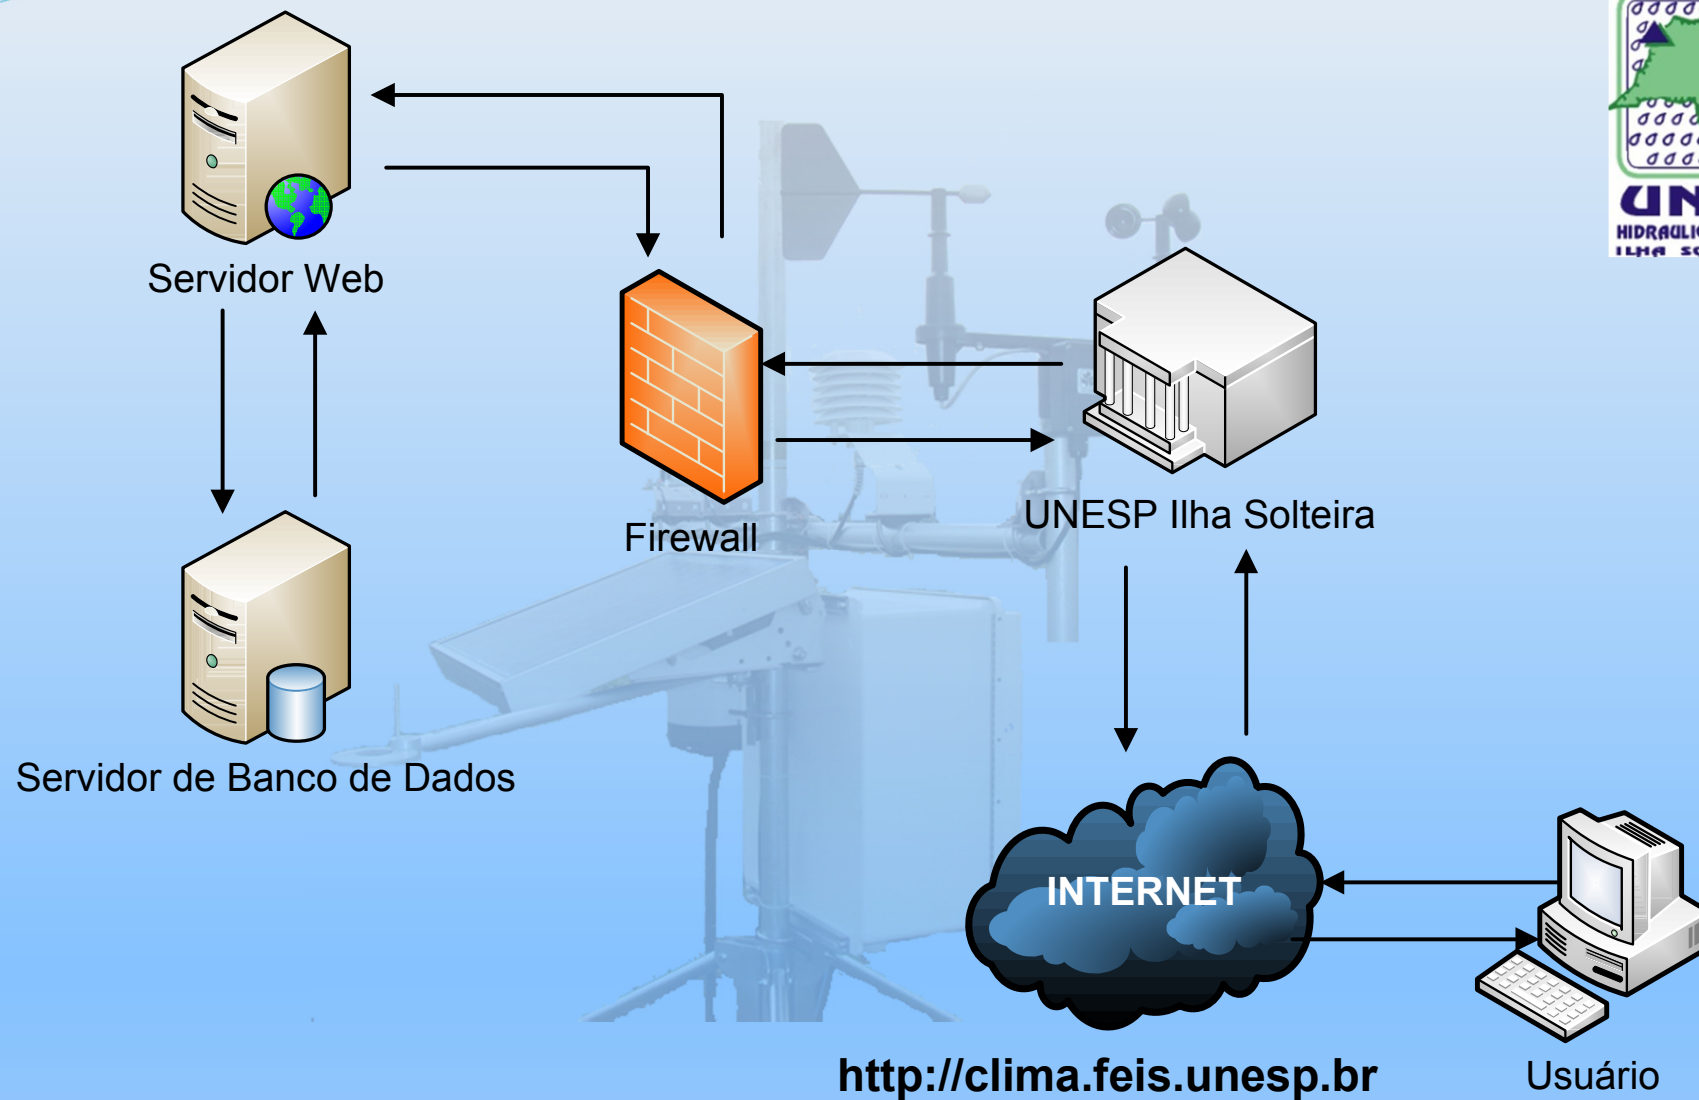 Servidor Web
Firewall
UNESP Ilha Solteira
Servidor de Banco de Dados
INTERNET
http://clima.feis.unesp.br
Usuário